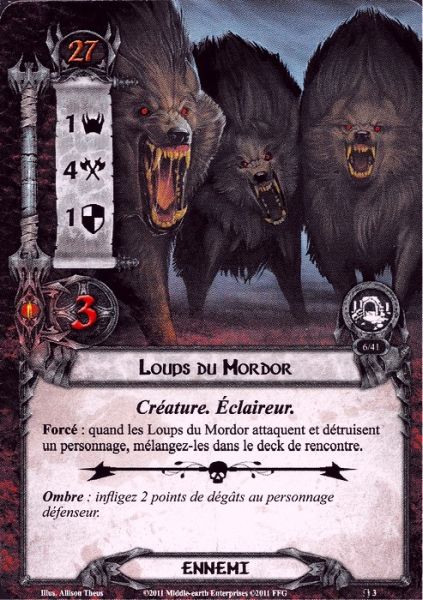 27
1
4
1
3
6/41
LOUPS DU MORDOR
Créature. Éclaireur.
Forcé : quand les Loups du Mordor attaquent et détruisent
un personnage, mélangez-les dans le deck de rencontre.
Ombre : infligez 2 points de dégâts au personnage
défenseur.
ENNEMI
Illus. Allison Theus ©2011 Middle-earth Enterprises ©2011 FFG 3